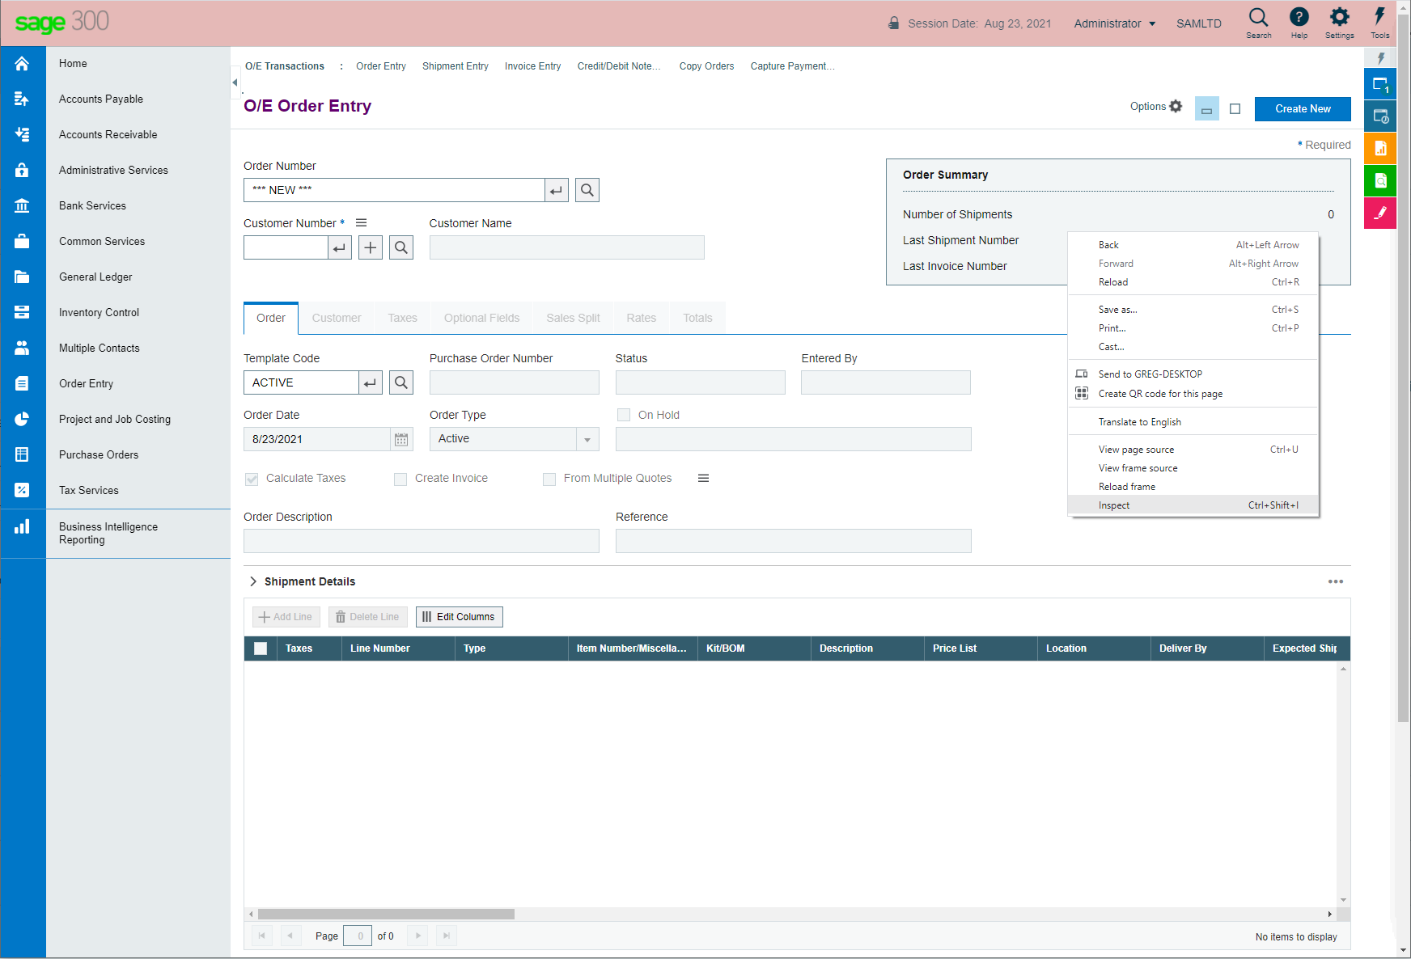 sage 300
Session Date: Aug 23, 2021
Administrator
SAMLTD
Search
Help
Settings
Tools
Home
Accounts Payable
Accounts Receivable
Administrative Services
Bank Services
Common Services
General Ledger
Inventory Control
Multiple Contacts
Order Entry
Project and Job Costing
Purchase Orders
Tax Services
Business Intelligence
Reporting
O/E Transactions : Order Entry Shipment Entry Invoice Entry Credit/Debit Note... Copy Orders Capture Payment...
O/E Order Entry
Options
Create New
1
* Required
Order Number
*** NEW ***
Customer Number *
Customer Name
Order Summary
Number of Shipments 0
Last Shipment Number
Last Invoice Number
Back Alt+Left Arrow
Forward Alt+Right Arrow
Reload Ctrl+R
Save as... Ctrl+S
Print... Ctrl+P
Cast...
Send to GREG-DESKTOP
Create QR code for this page
Translate to English
View page source Ctrl+U
View frame source
Reload frame
Inspect Ctrl+Shift+I
Order Customer Taxes Optional Fields Sales Split Rates Totals
Template Code Purchase Order Number Status Entered By
ACTIVE
Order Date Order Type On Hold
8/23/2021 Active
Calculate Taxes Create Invoice From Multiple Quotes
Order Description Reference
Shipment Details
Add Line Delete Line Edit Columns
Taxes Line Number Type Item Number/Miscella... Kit/BOM Description Price List Location Deliver By Expected Ship
Page 0 of 0
No items to display